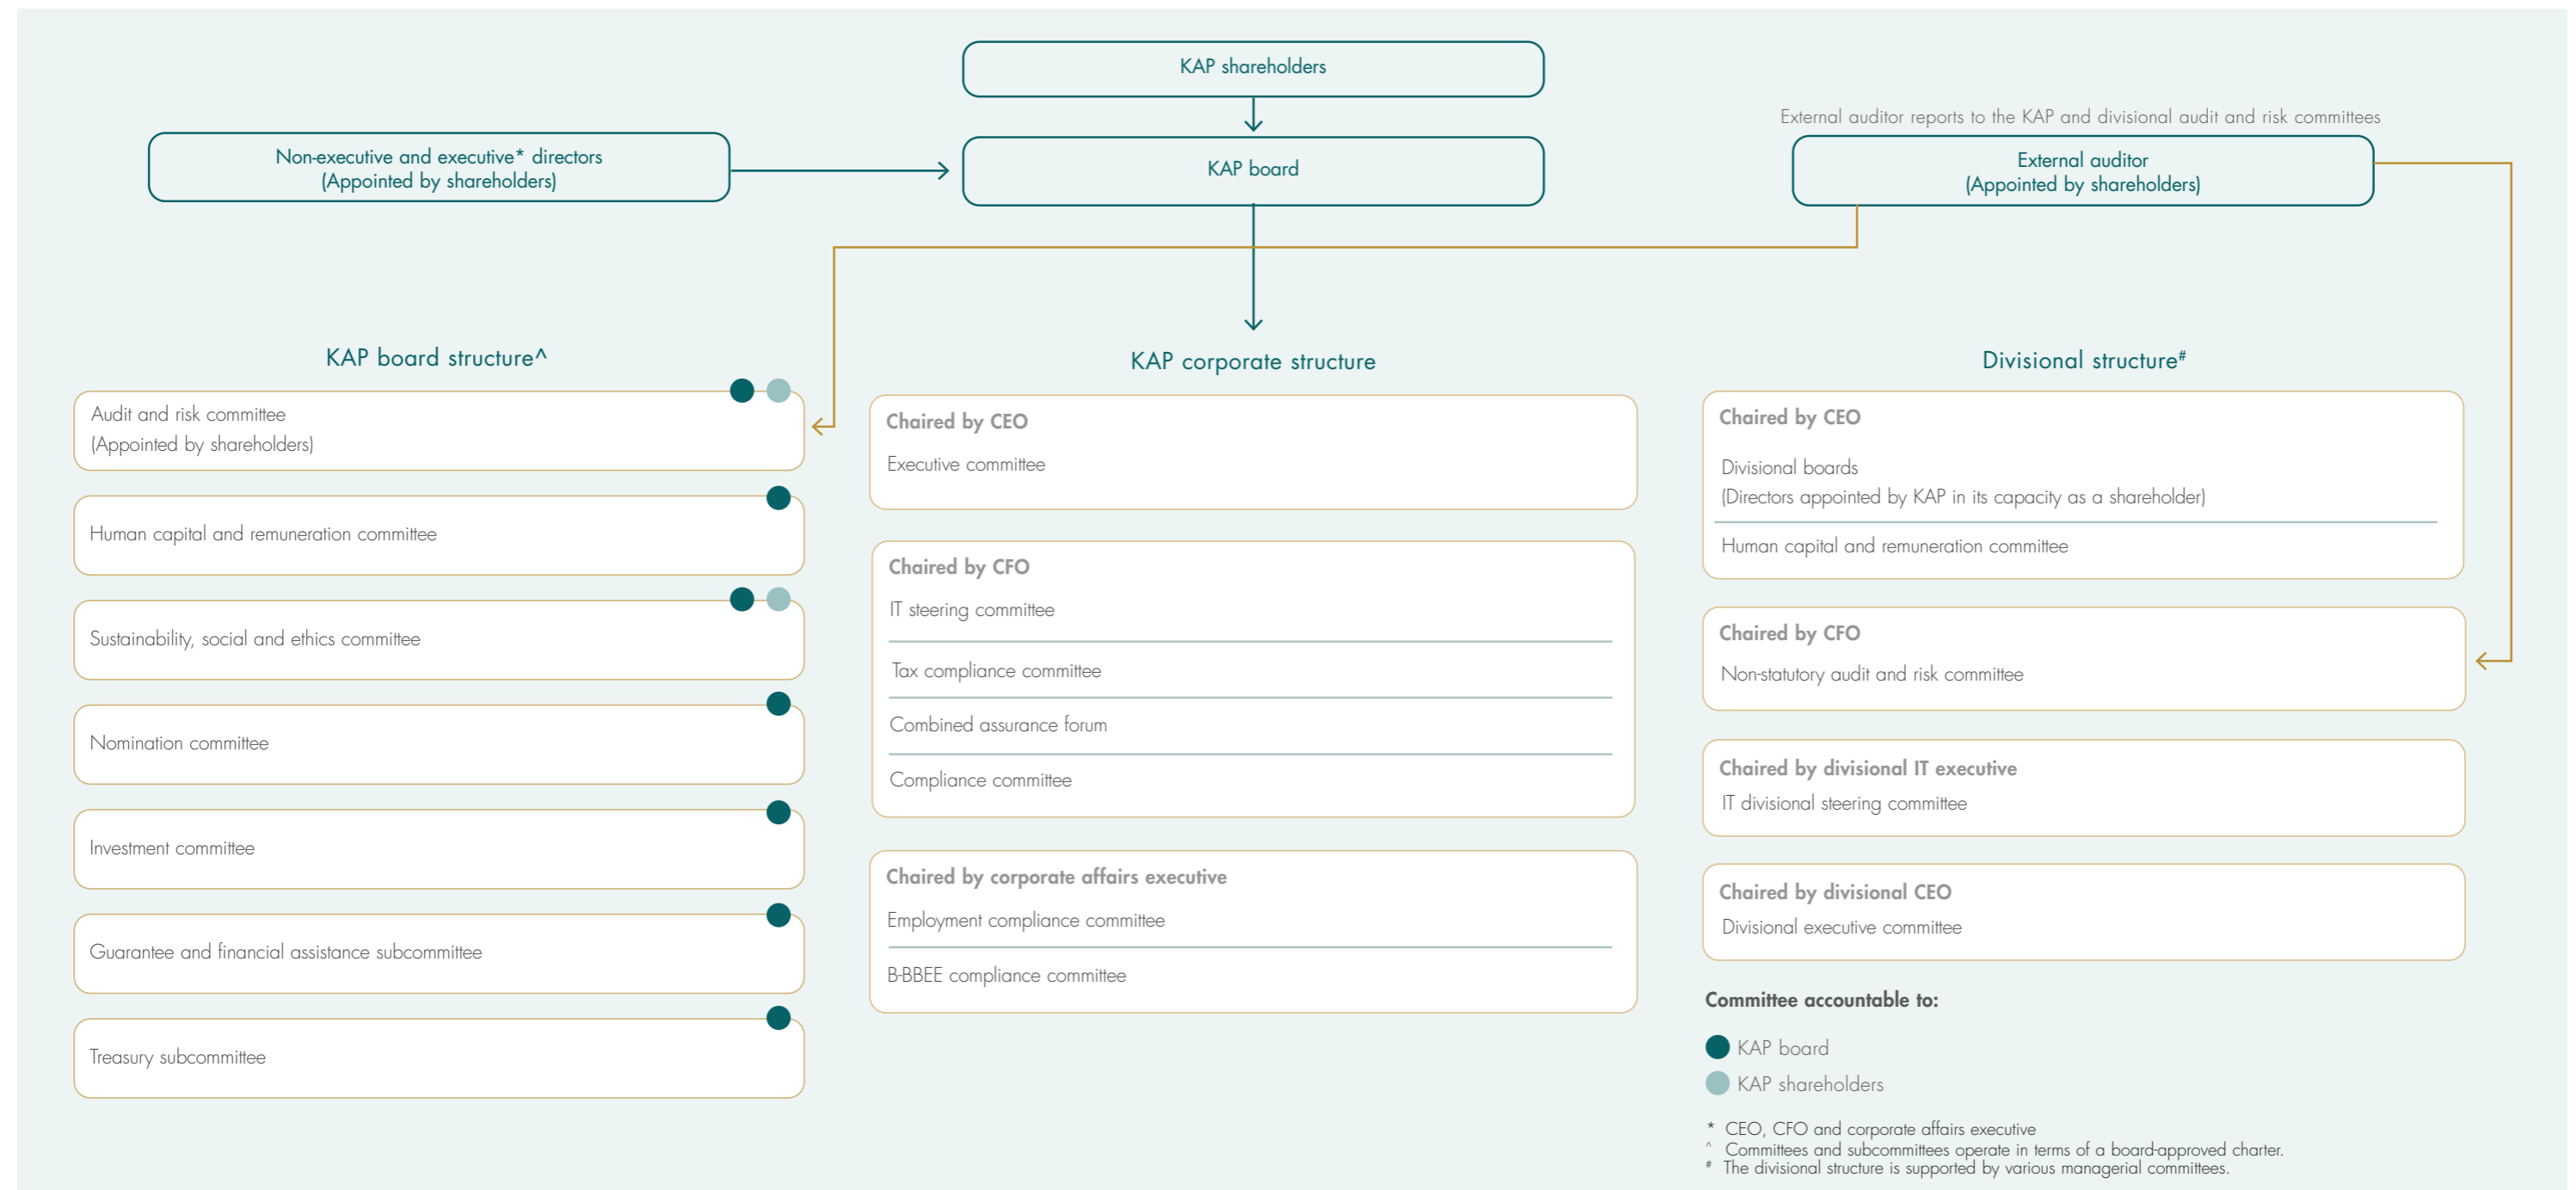 KAP shareholders
External auditor reports to the KAP and divisional audit and risk committees
Non-executive and executive* directors
(Appointed by shareholders)
KAP board
External auditor
(Appointed by shareholders)
KAP board structure^
Audit and risk committee
(Appointed by shareholders)
Human capital and remuneration committee
Sustainability, social and ethics committee
Nomination committee
Investment committee
Guarantee and financial assistance subcommittee
Treasury subcommittee
KAP corporate structure
Chaired by CEO
Executive committee
Chaired by CFO
IT steering committee
Tax compliance committee
Combined assurance forum
Compliance committee
Chaired by corporate affairs executive
Employment compliance committee
B-BBEE compliance committee
Divisional structure#
Chaired by CEO
Divisional boards
(Directors appointed by KAP in its capacity as a shareholder)
Human capital and remuneration committee
Chaired by CFO
Non-statutory audit and risk committee
Chaired by divisional IT executive
IT divisional steering committee
Chaired by divisional CEO
Divisional executive committee
Committee accountable to:
KAP board
KAP shareholders
* CEO, CFO and corporate affairs executive
^ Committees and subcommittees operate in terms of a board-approved charter.
# The divisional structure is supported by various managerial committees.